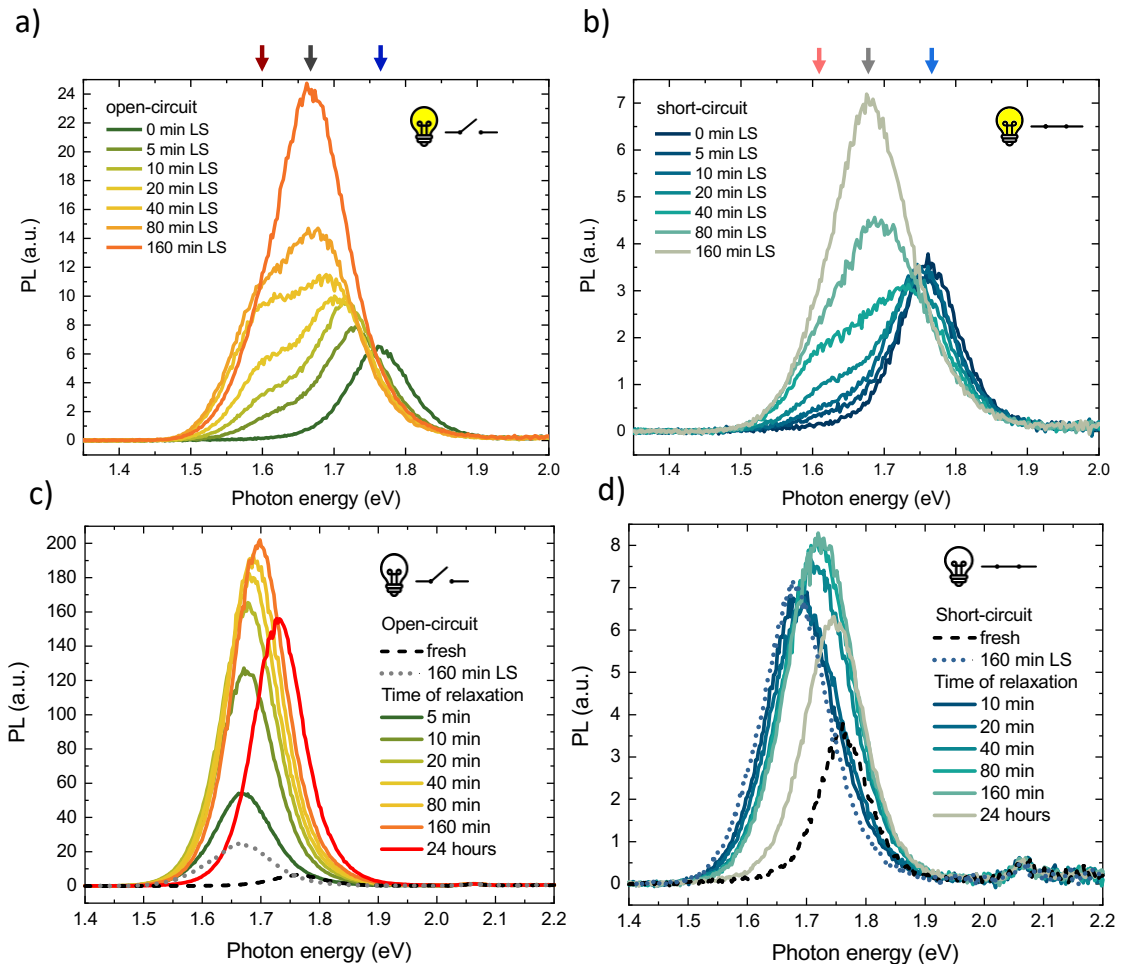 a)
open-circuit
0 min LS
5 min LS
10 min LS
20 min LS
40 min LS
80 min LS
160 min LS
24
22
20
18
16
14
12
10
8
6
4
2
0
PL (a.u.)
1.4 1.5 1.6 1.7 1.8 1.9 2.0
Photon energy (eV)
b)
short-circuit
0 min LS
5 min LS
10 min LS
20 min LS
40 min LS
80 min LS
160 min LS
7
6
5
4
3
2
1
0
PL (a.u.)
1.4 1.5 1.6 1.7 1.8 1.9 2.0
Photon energy (eV)
c)
Open-circuit
fresh
160 min LS
Time of relaxation
5 min
10 min
20 min
40 min
80 min
160 min
24 hours
200
180
160
140
120
100
80
60
40
20
0
PL (a.u.)
1.4 1.5 1.6 1.7 1.8 1.9 2.0 2.1 2.2
Photon energy (eV)
d)
Short-circuit
fresh
160 min LS
Time of relaxation
10 min
20 min
40 min
80 min
160 min
24 hours
8
7
6
5
4
3
2
1
0
PL (a.u.)
1.4 1.5 1.6 1.7 1.8 1.9 2.0 2.1 2.2
Photon energy (eV)